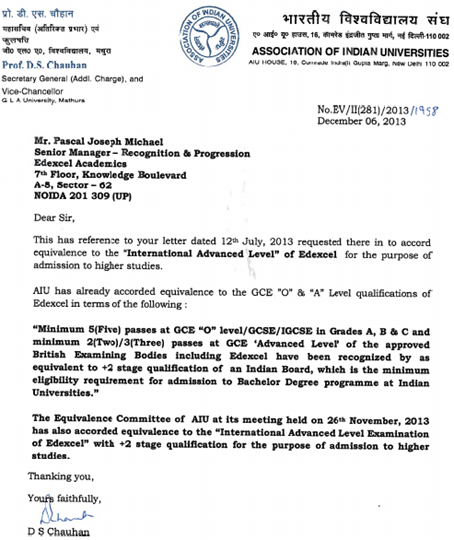 प्रो. डी. एस. चौहान
महासचिव (अतिरिक्त प्रभार) एवं
कुलपति
जी० एल० ए०, विश्वविद्यालय, मथुरा
Prof. D.S. Chauhan
Secretary General (Addl. Charge), and
Vice-Chancellor
G L A University, Mathura
ASSOCIATION OF INDIAN UNIVERSITIES
भारतीय विश्वविद्यालय संघ
ए० आई० यू० हाउस, 16, कामरेड इंद्रजीत गुप्ता मार्ग, नई दिल्ली-110 002
ASSOCIATION OF INDIAN UNIVERSITIES
AIU HOUSE, 16, Comrade Indrajit Gupta Marg, New Delhi 110 002
No.EV/II(281)/2013/1958
December 06, 2013
Mr. Pascal Joseph Michael
Senior Manager – Recognition & Progression
Edexcel Academics
7th Floor, Knowledge Boulevard
A-8, Sector – 62
NOIDA 201 309 (UP)
Dear Sir,
This has reference to your letter dated 12th July, 2013 requested there in to accord
equivalence to the "International Advanced Level" of Edexcel for the purpose of
admission to higher studies.
AIU has already accorded equivalence to the GCE "O" & "A" Level qualifications of
Edexcel in terms of the following :
"Minimum 5(Five) passes at GCE "O" level/GCSE/IGCSE in Grades A, B & C and
minimum 2(Two)/3(Three) passes at GCE 'Advanced Level' of the approved
British Examining Bodies including Edexcel have been recognized by as
equivalent to +2 stage qualification of an Indian Board, which is the minimum
eligibility requirement for admission to Bachelor Degree programme at Indian
Universities."
The Equivalence Committee of AIU at its meeting held on 26th November, 2013
has also accorded equivalence to the "International Advanced Level Examination
of Edexcel" with +2 stage qualification for the purpose of admission to higher
studies.
Thanking you,
Yours faithfully,
D S Chauhan